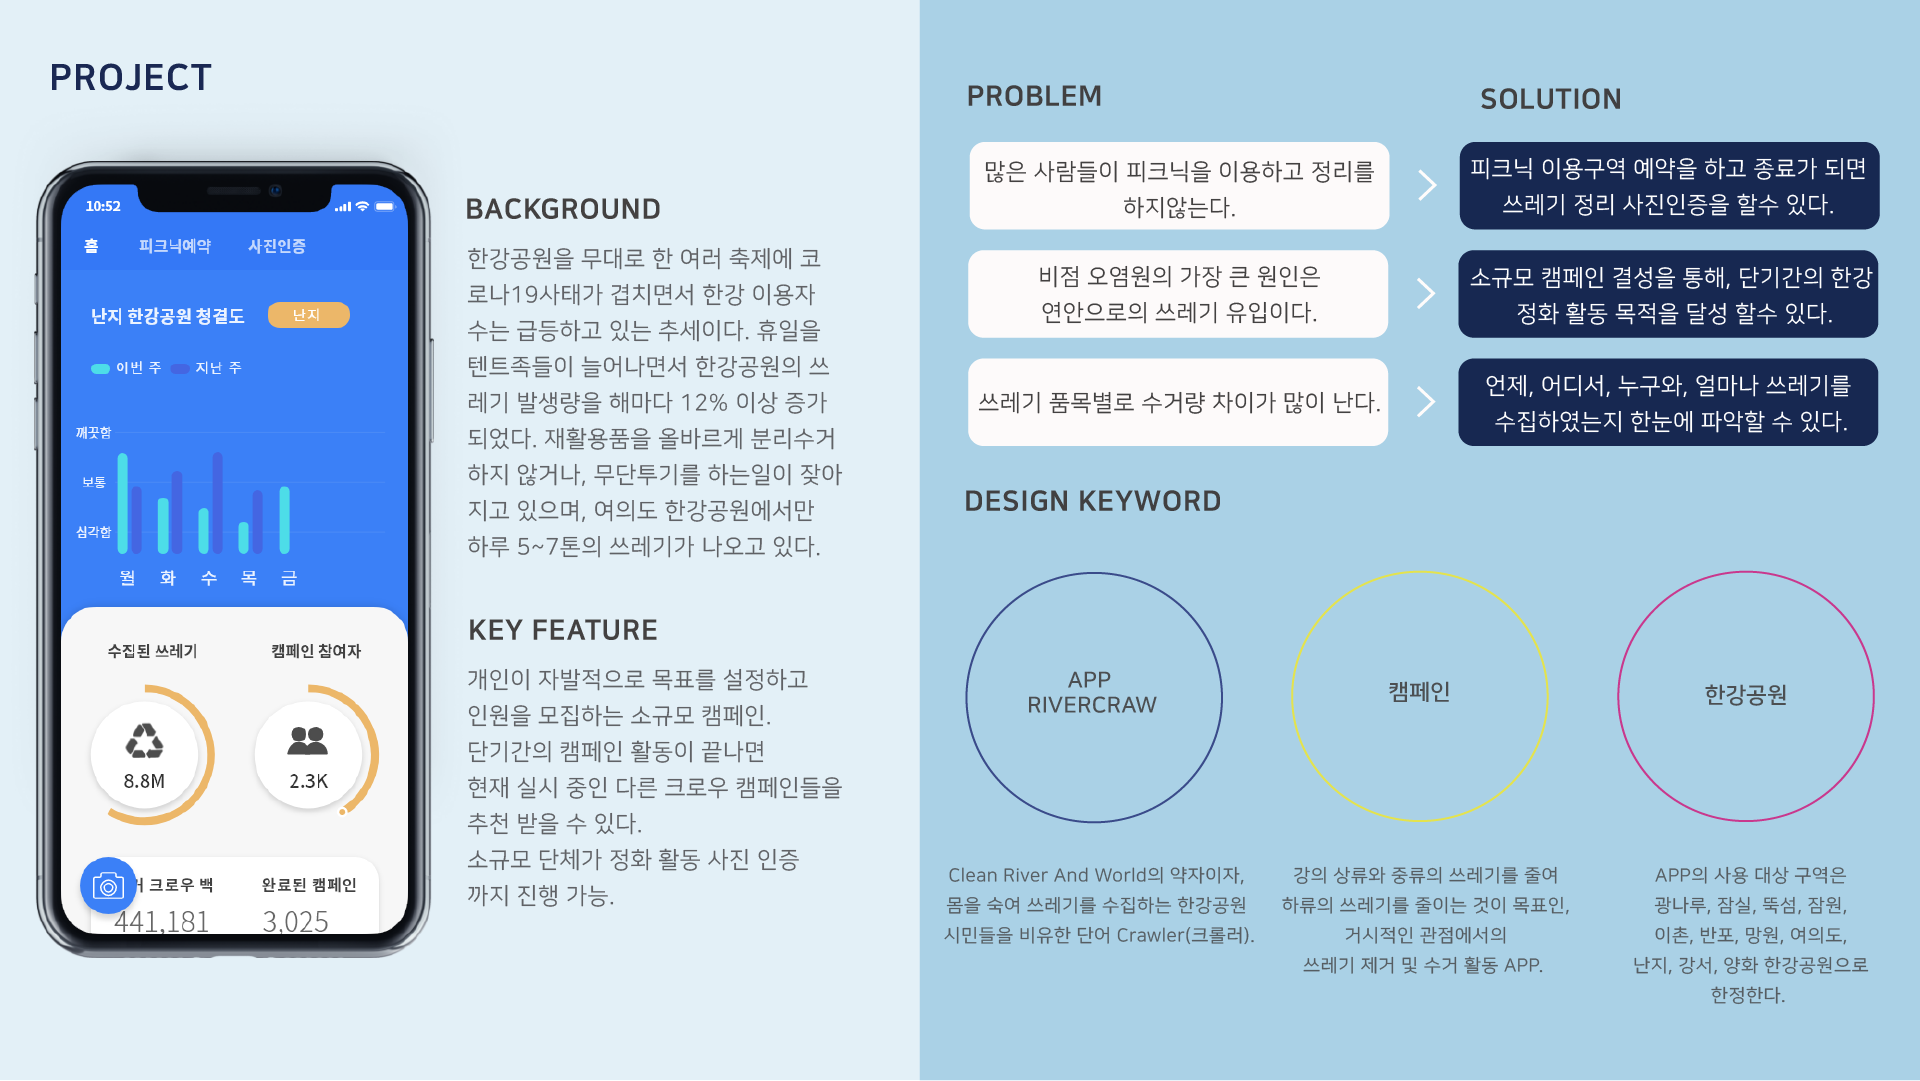 PROJECT
10:52
홈 피크닉예약 사진인증
난지 한강공원 청결도 난지
이번 주 지난 주
깨끗함
보통
심각함
월 화 수 목 금
수집된 쓰레기 캠페인 참여자
8.8M 2.3K
거 크로우 백 완료된 캠페인
441,181 3,025
BACKGROUND
한강공원을 무대로 한 여러 축제에 코
로나19사태가 겹치면서 한강 이용자
수는 급등하고 있는 추세이다. 휴일을
텐트족들이 늘어나면서 한강공원의 쓰
레기 발생량을 해마다 12% 이상 증가
되었다. 재활용품을 올바르게 분리수거
하지 않거나, 무단투기를 하는일이 잦아
지고 있으며, 여의도 한강공원에서만
하루 5~7톤의 쓰레기가 나오고 있다.
KEY FEATURE
개인이 자발적으로 목표를 설정하고
인원을 모집하는 소규모 캠페인.
단기간의 캠페인 활동이 끝나면
현재 실시 중인 다른 크로우 캠페인들을
추천 받을 수 있다.
소규모 단체가 정화 활동 사진 인증
까지 진행 가능.
PROBLEM
SOLUTION
많은 사람들이 피크닉을 이용하고 정리를
하지않는다.
피크닉 이용구역 예약을 하고 종료가 되면
쓰레기 정리 사진인증을 할수 있다.
비점 오염원의 가장 큰 원인은
연안으로의 쓰레기 유입이다.
소규모 캠페인 결성을 통해, 단기간의 한강
정화 활동 목적을 달성 할수 있다.
쓰레기 품목별로 수거량 차이가 많이 난다.
언제, 어디서, 누구와, 얼마나 쓰레기를
수집하였는지 한눈에 파악할 수 있다.
DESIGN KEYWORD
APP
RIVERCRAW
캠페인
한강공원
Clean River And World의 약자이자,
몸을 숙여 쓰레기를 수집하는 한강공원
시민들을 비유한 단어 Crawler(크롤러).
강의 상류와 중류의 쓰레기를 줄여
하류의 쓰레기를 줄이는 것이 목표인,
거시적인 관점에서의
쓰레기 제거 및 수거 활동 APP.
APP의 사용 대상 구역은
광나루, 잠실, 뚝섬, 잠원,
이촌, 반포, 망원, 여의도,
난지, 강서, 양화 한강공원으로
한정한다.